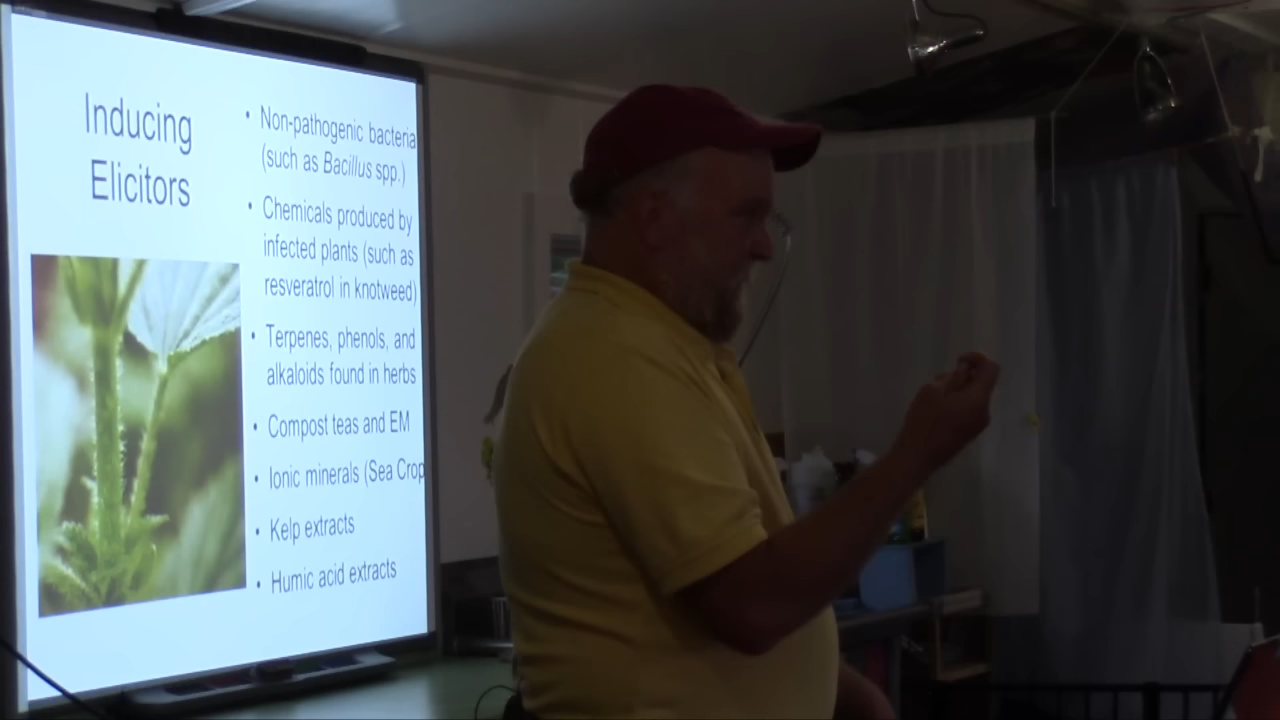 Inducing
Elicitors
• Non-pathogenic bacteria
(such as Bacillus spp.)
• Chemicals produced by
infected plants (such as
resveratrol in knotweed)
• Terpenes, phenols, and
alkaloids found in herbs
• Compost teas and EM
• Ionic minerals (Sea Crop
• Kelp extracts
• Humic acid extracts